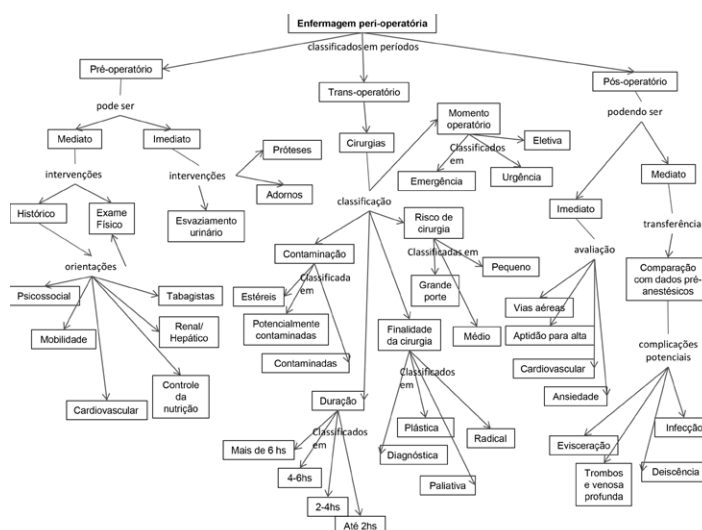 Enfermagem peri-operatória
classificados em períodos
Pré-operatório
Trans-operatório
Pós-operatório
pode ser
podendo ser
Mediato
Imediato
Cirurgias
Momento
operatório
Eletiva
Classificados
em
Emergência
Urgência
Imediato
Mediato
intervenções
intervenções
Próteses
Adornos
Histórico
Exame
Físico
Esvaziamento
urinário
classificação
transferência
orientações
Contaminação
Risco de
cirurgia
avaliação
Psicossocial
Tabagistas
Mobilidade
Renal/
Hepático
Cardiovascular
Controle
da
nutrição
Classificada
em
Estéreis
Potencialmente
contaminadas
Contaminadas
Classificadas em
Pequeno
Grande
porte
Médio
Comparação
com dados pré-
anestésicos
Vias aéreas
Aptidão para alta
Cardiovascular
Ansiedade
complicações
potenciais
Finalidade
da cirurgia
Classificados
em
Duração
Classificados
em
Mais de 6 hs
4-6hs
2-4hs
Até 2hs
Plástica
Radical
Diagnóstica
Paliativa
Infecção
Evisceração
Trombos
e venosa
profunda
Deiscência